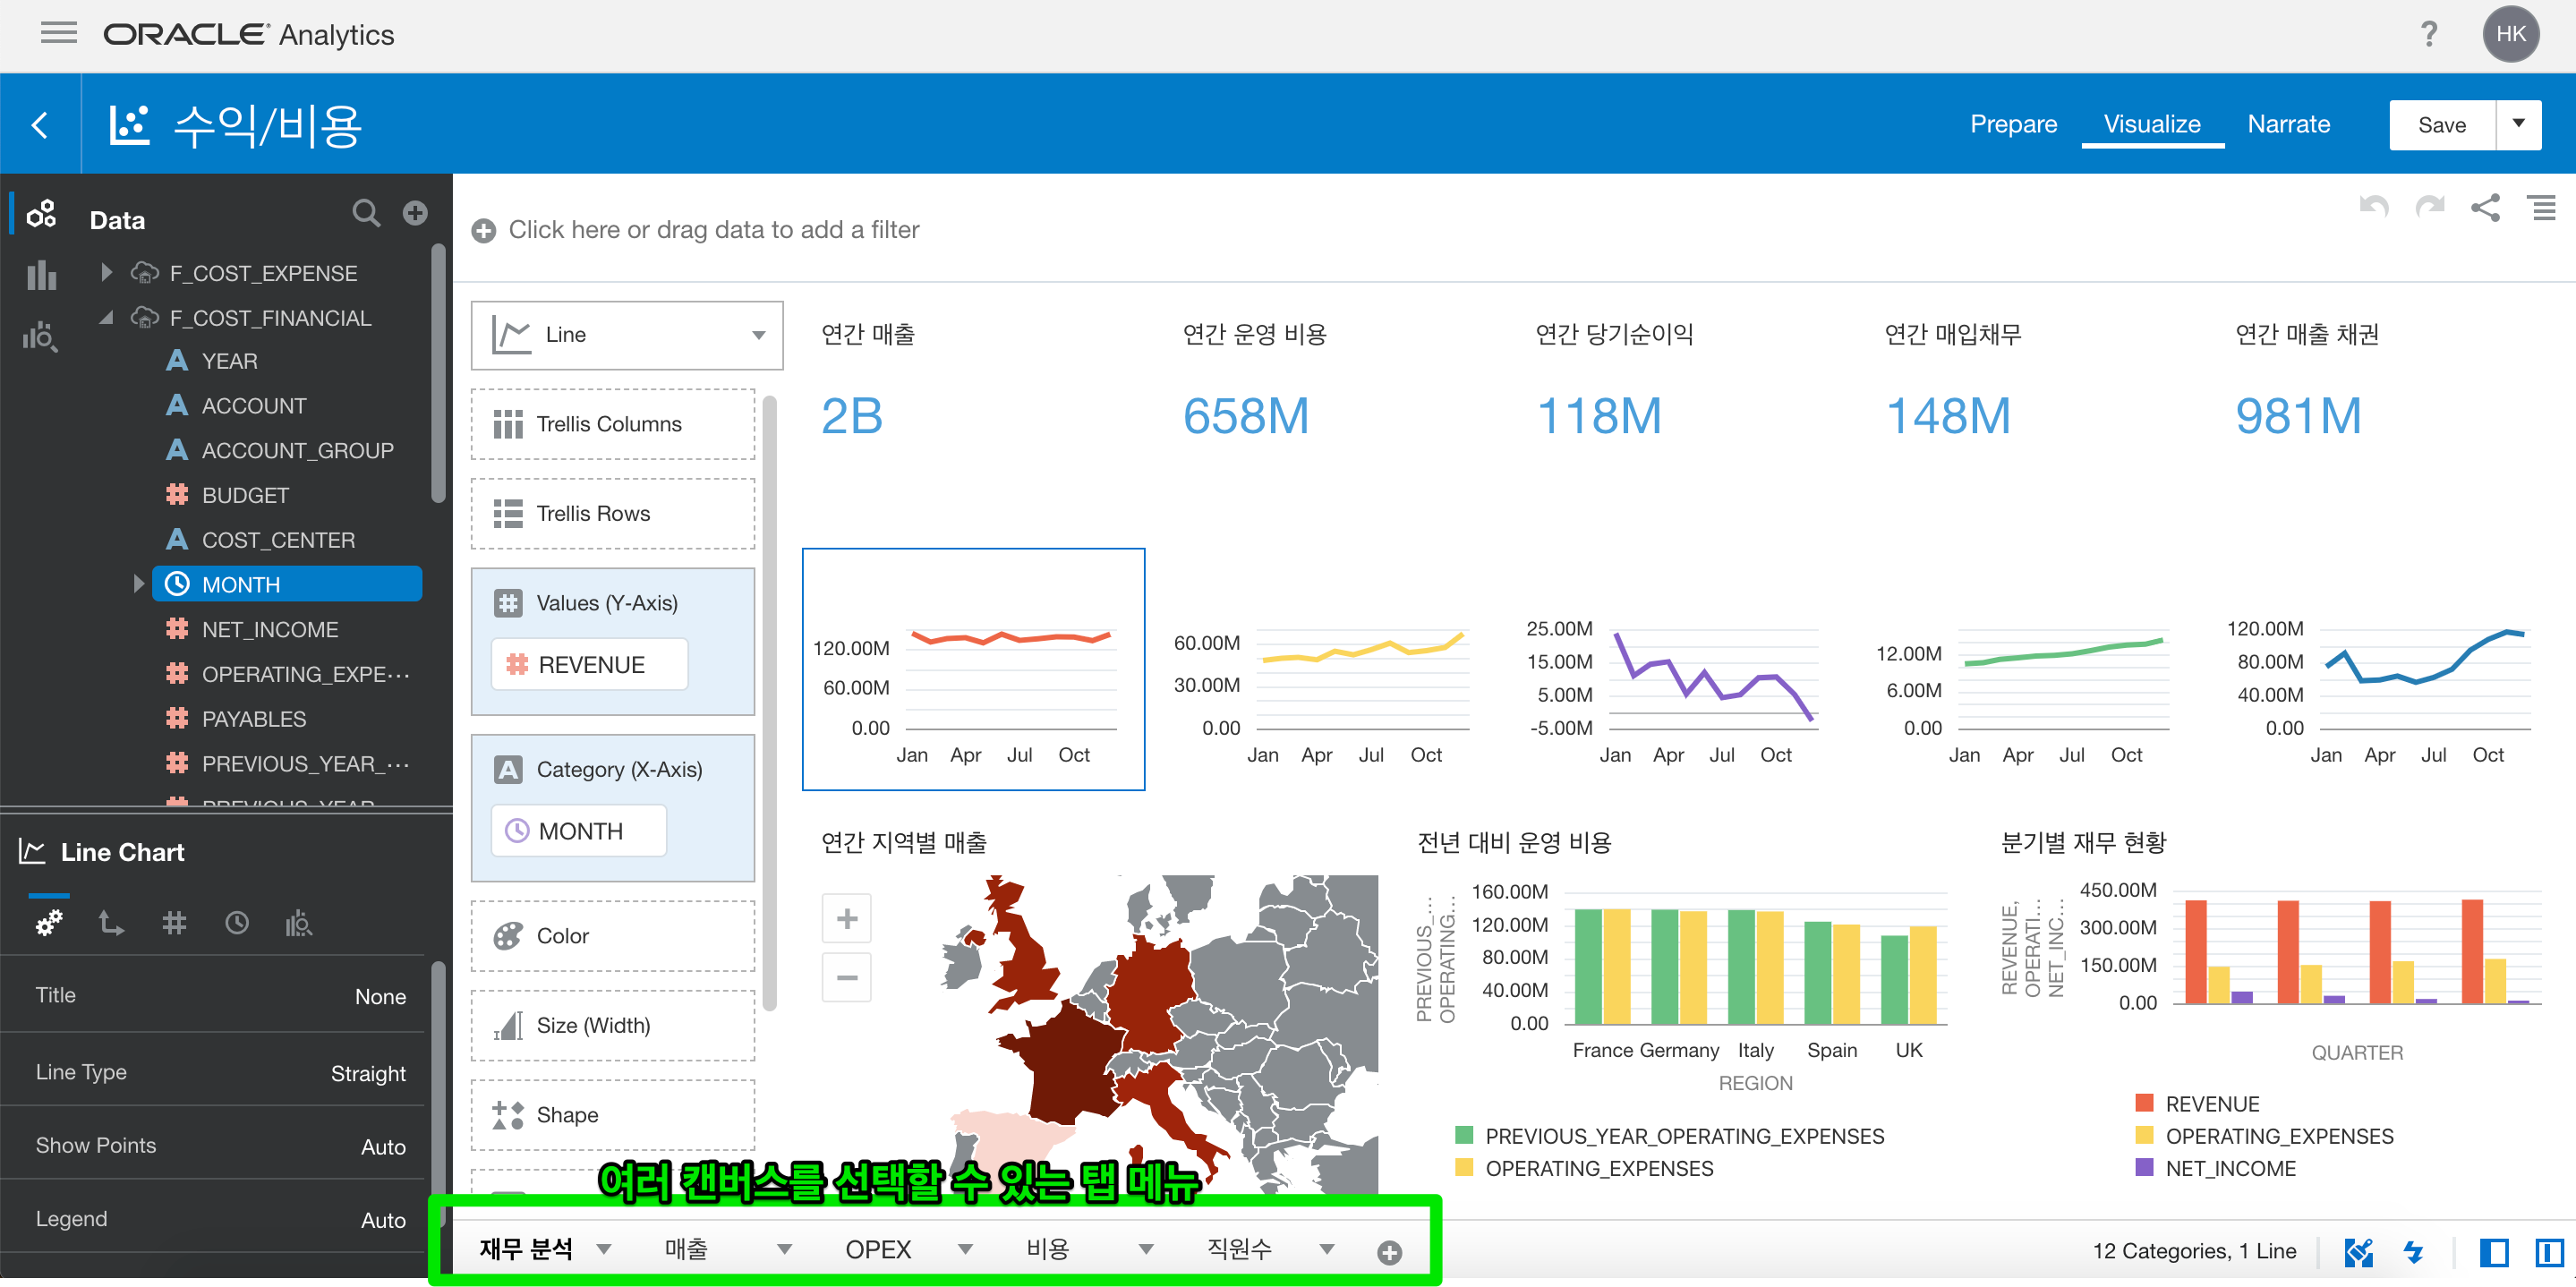 ORACLE Analytics
?
HK
수익/비용
Prepare
Visualize
Narrate
Save
Data
F_COST_EXPENSE
F_COST_FINANCIAL
A YEAR
A ACCOUNT
A ACCOUNT_GROUP
# BUDGET
A COST_CENTER
MONTH
# NET_INCOME
# OPERATING_EXPE...
# PAYABLES
# PREVIOUS_YEAR_...
Line Chart
#
Title None
Line Type Straight
Show Points Auto
Legend Auto
Click here or drag data to add a filter
Line
Trellis Columns
Trellis Rows
# Values (Y-Axis)
# REVENUE
A Category (X-Axis)
MONTH
Color
Size (Width)
Shape
연간 매출
2B
연간 운영 비용
658M
연간 당기순이익
118M
연간 매입채무
148M
연간 매출 채권
981M
120.00M
60.00M
0.00
Jan Apr Jul Oct
60.00M
30.00M
0.00
Jan Apr Jul Oct
25.00M
15.00M
5.00M
-5.00M
Jan Apr Jul Oct
12.00M
6.00M
0.00
Jan Apr Jul Oct
120.00M
80.00M
40.00M
0.00
Jan Apr Jul Oct
연간 지역별 매출
+
−
전년 대비 운영 비용
PREVIOUS_...
OPERATING...
160.00M
120.00M
80.00M
40.00M
0.00
France Germany Italy Spain UK
REGION
PREVIOUS_YEAR_OPERATING_EXPENSES
OPERATING_EXPENSES
분기별 재무 현황
REVENUE,
OPERATI...
NET_INC...
450.00M
300.00M
150.00M
0.00
QUARTER
REVENUE
OPERATING_EXPENSES
NET_INCOME
여러 캔버스를 선택할 수 있는 탭 메뉴
재무 분석
매출
OPEX
비용
직원수
12 Categories, 1 Line